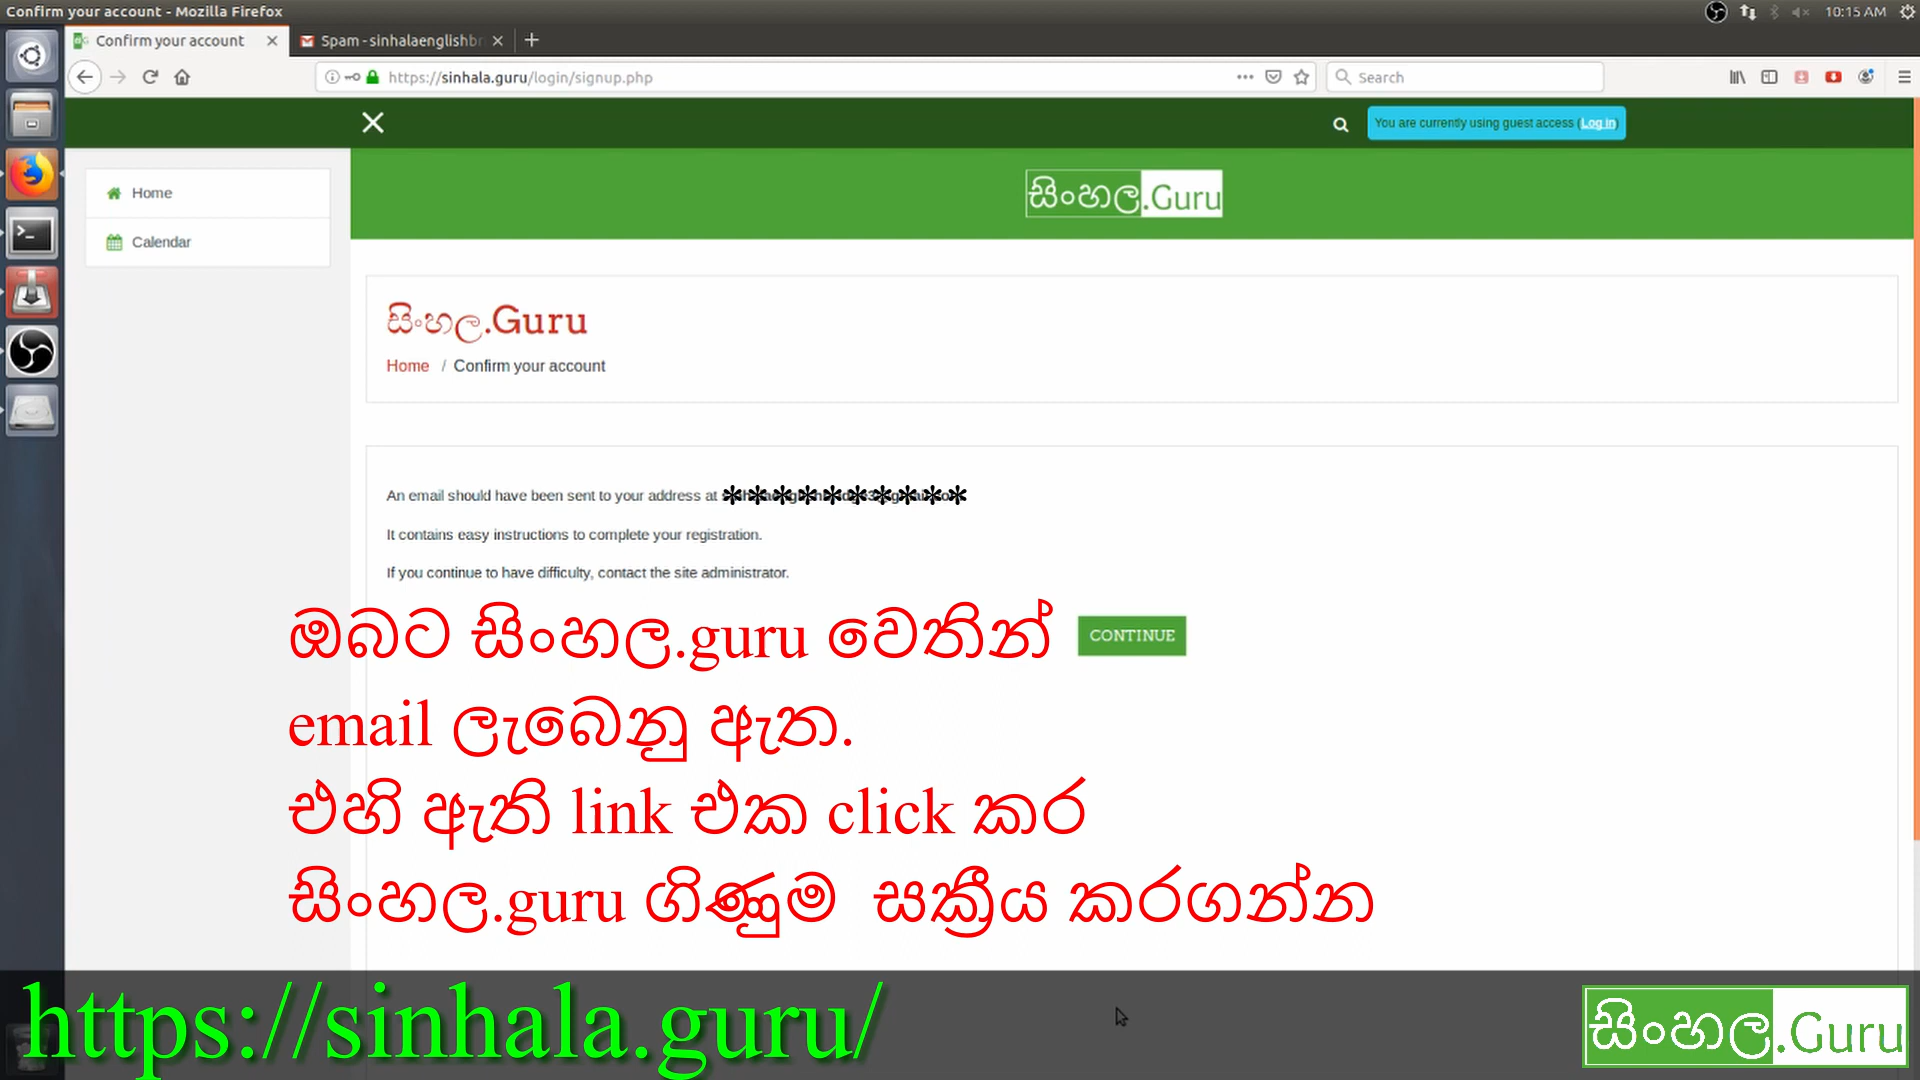 Confirm your account - Mozilla Firefox
10:15 AM
Confirm your account
Spam - sinhalaenglishbr
https://sinhala.guru/login/signup.php
Search
You are currently using guest access (Log in)
Home
Calendar
සිංහල.Guru
සිංහල.Guru
Home / Confirm your account
An email should have been sent to your address at **********
It contains easy instructions to complete your registration.
If you continue to have difficulty, contact the site administrator.
CONTINUE
ඔබට සිංහල.guru වෙතින්
email ලැබෙනු ඇත.
එහි ඇති link එක click කර
සිංහල.guru ගිණුම සක්‍රීය කරගන්න
https://sinhala.guru/
සිංහල.Guru